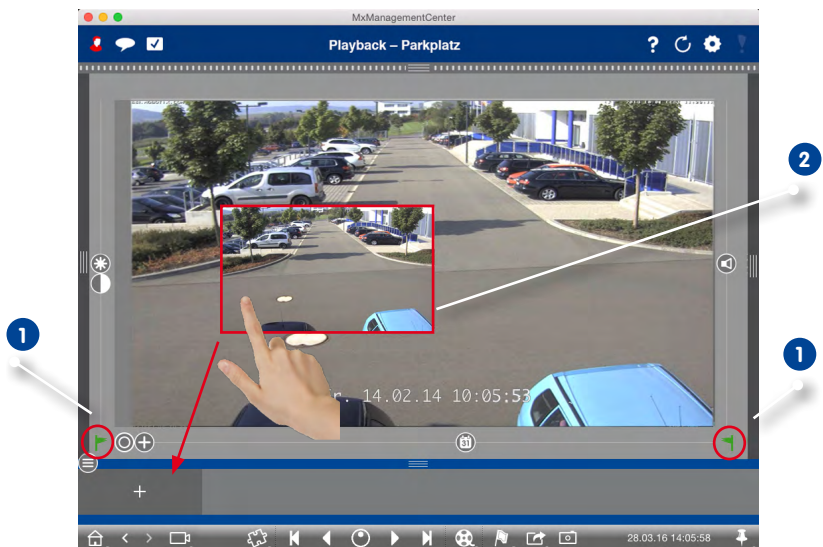 MxManagementCenter
Playback – Parkplatz
?
2
1
1
r. 14.02.14 10:05:53
31
+
28.03.16 14:05:58